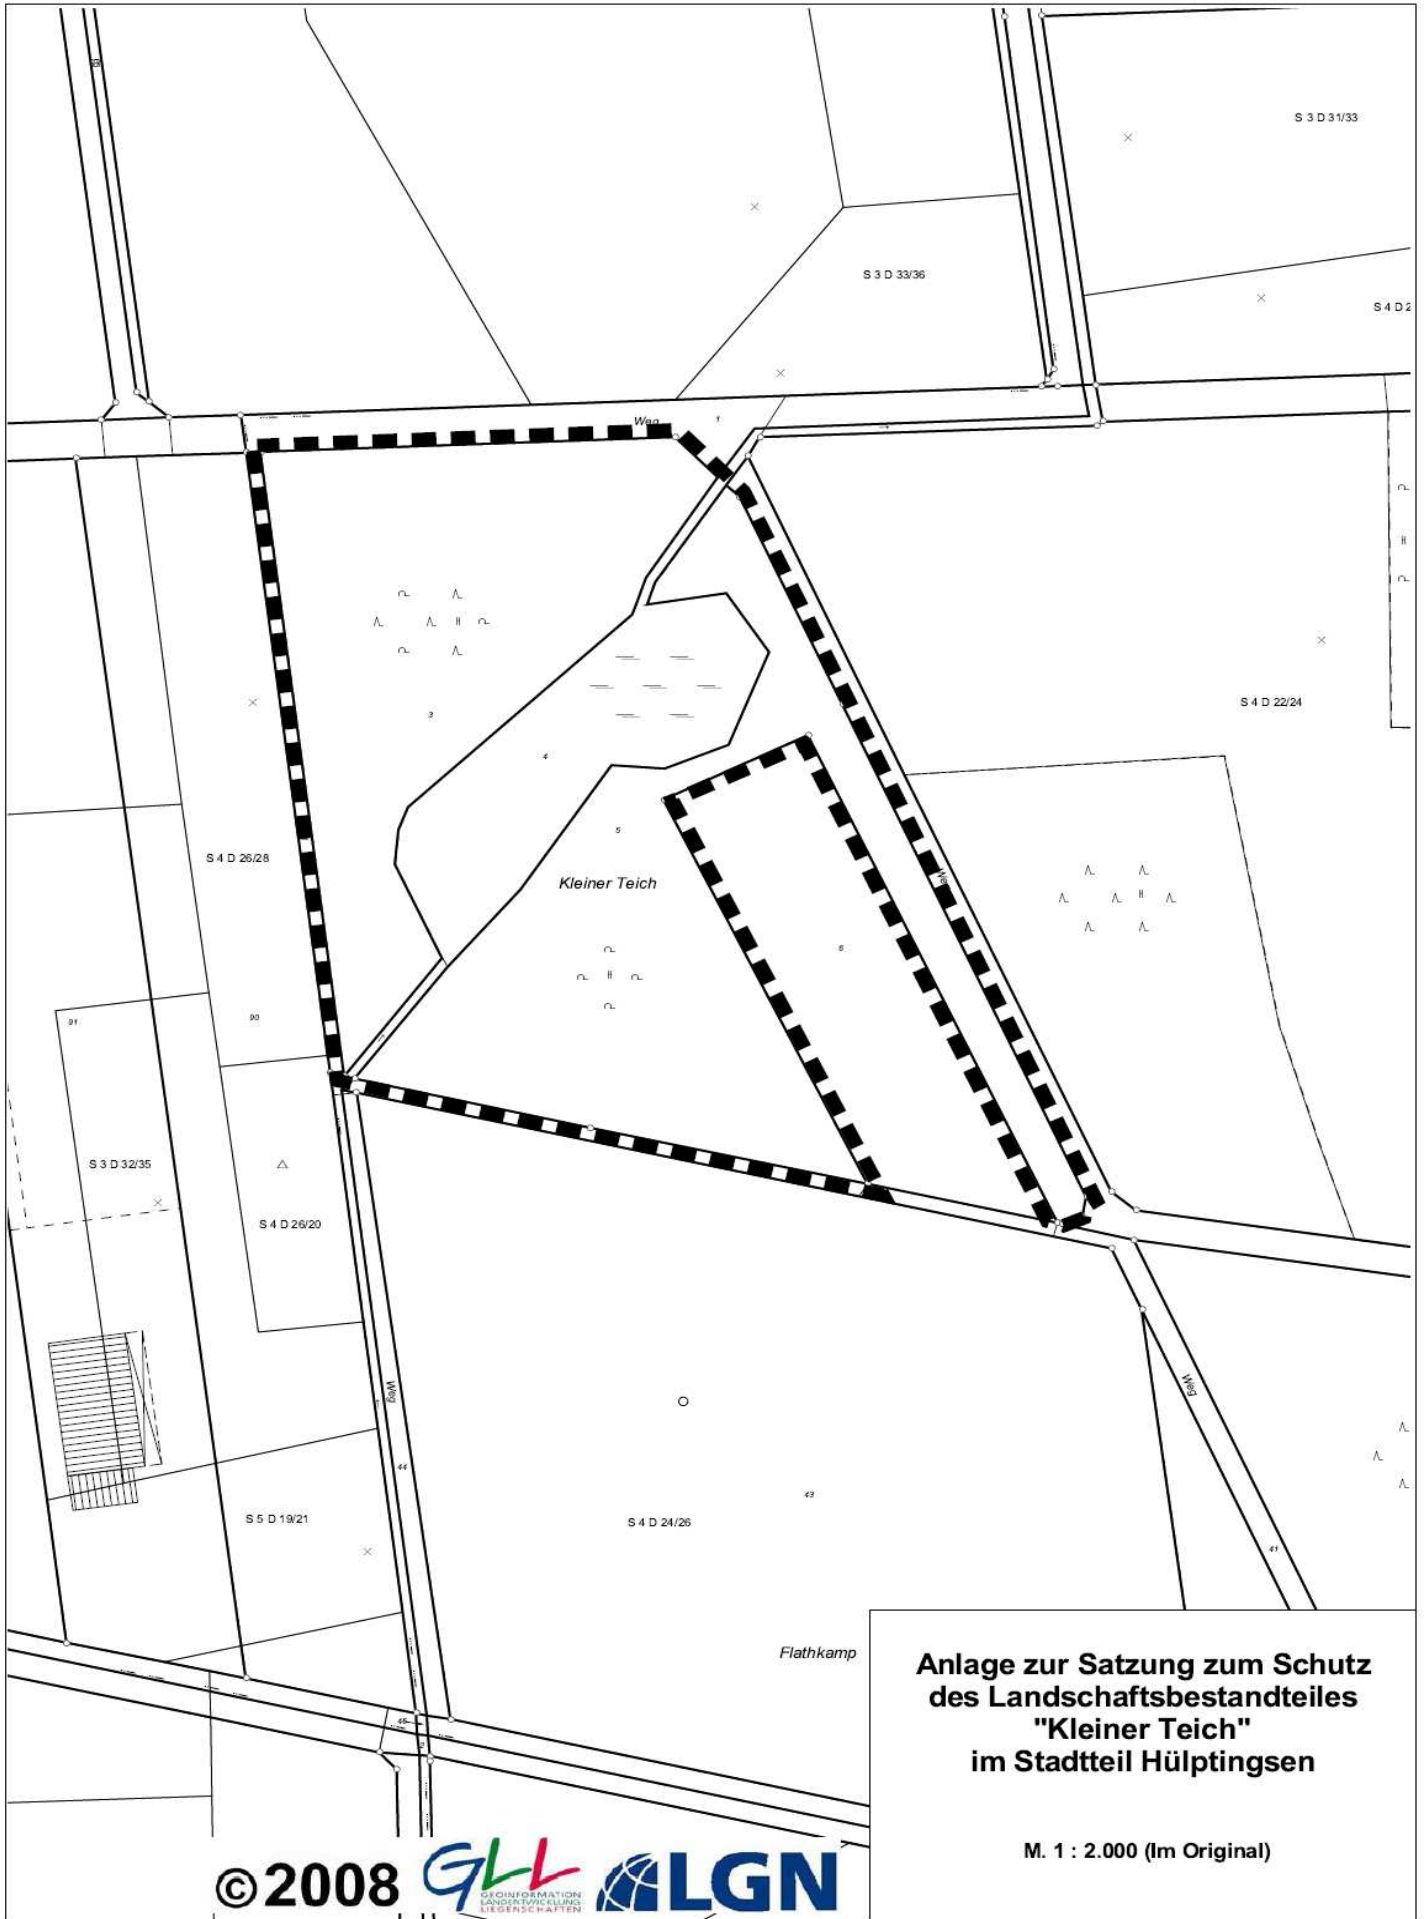 S 3 D 31/33
S 3 D 33/36
S 4 D 2
Weg
1
S 4 D 22/24
3
4
5
S 4 D 26/28
Kleiner Teich
Weg
6
91
90
S 3 D 32/35
S 4 D 26/20
Weg
Weg
44
43
S 5 D 19/21
S 4 D 24/26
41
Flathkamp
45
Anlage zur Satzung zum Schutz
des Landschaftsbestandteiles
"Kleiner Teich"
im Stadtteil Hülptingsen
M. 1 : 2.000 (Im Original)
©2008
GLL
GEOINFORMATION
LANDENTWICKLUNG
LIEGENSCHAFTEN
LGN